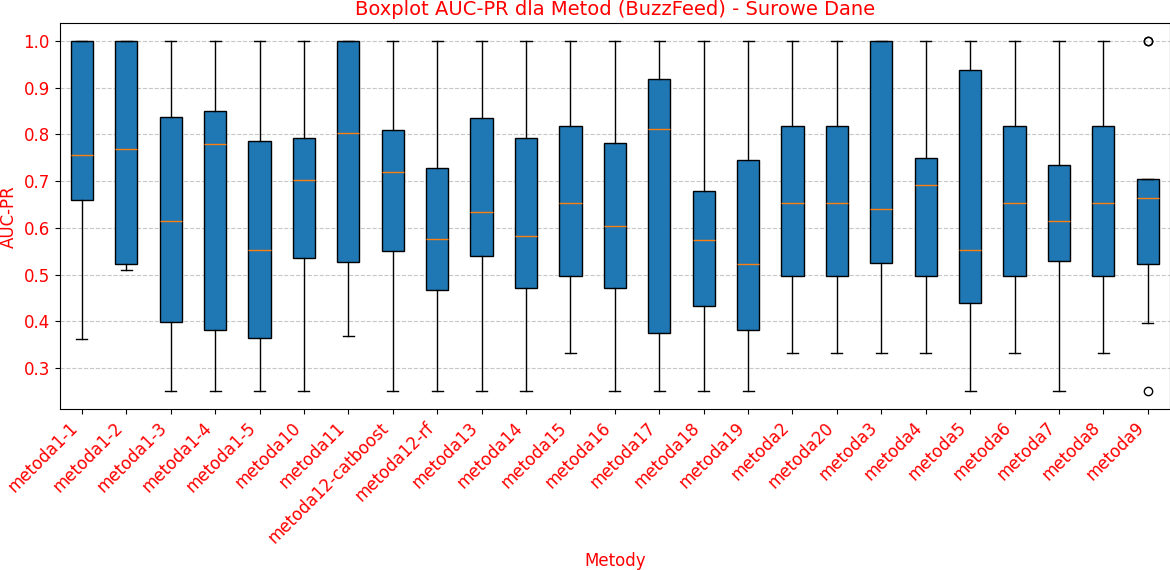 Boxplot AUC-PR dla Metod (BuzzFeed) - Surowe Dane
AUC-PR
1.0
0.9
0.8
0.7
0.6
0.5
0.4
0.3
metoda1-1
metoda1-2
metoda1-3
metoda1-4
metoda1-5
metoda10
metoda11
metoda12-catboost
metoda12-rf
metoda13
metoda14
metoda15
metoda16
metoda17
metoda18
metoda19
metoda2
metoda20
metoda3
metoda4
metoda5
metoda6
metoda7
metoda8
metoda9
Metody